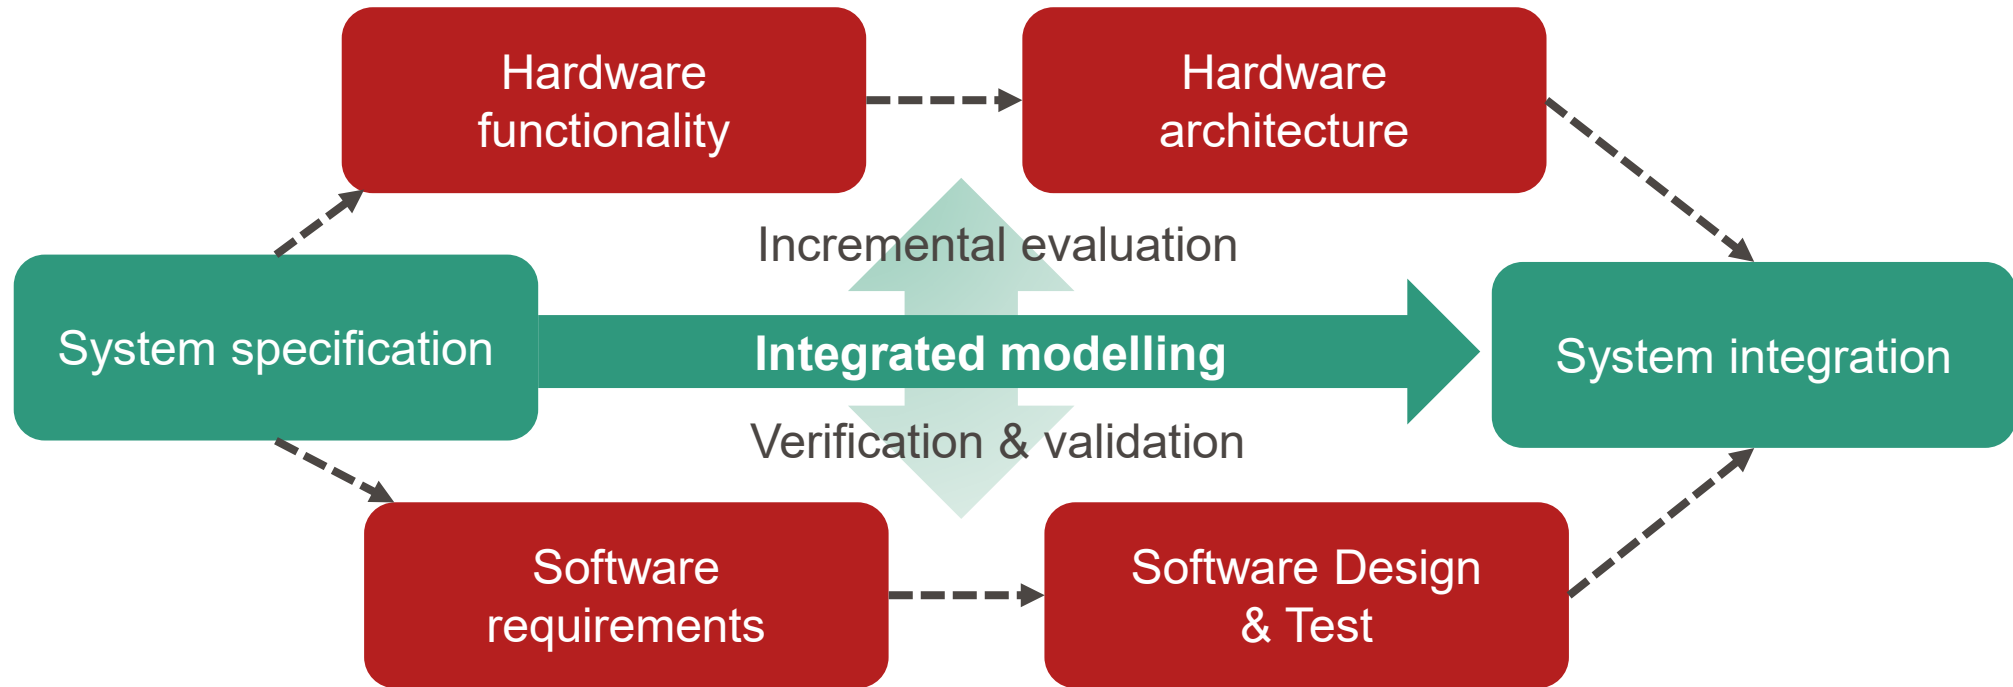 Hardware
functionality
Hardware
architecture
Incremental evaluation
System specification
Integrated modelling
System integration
Verification & validation
Software
requirements
Software Design
& Test